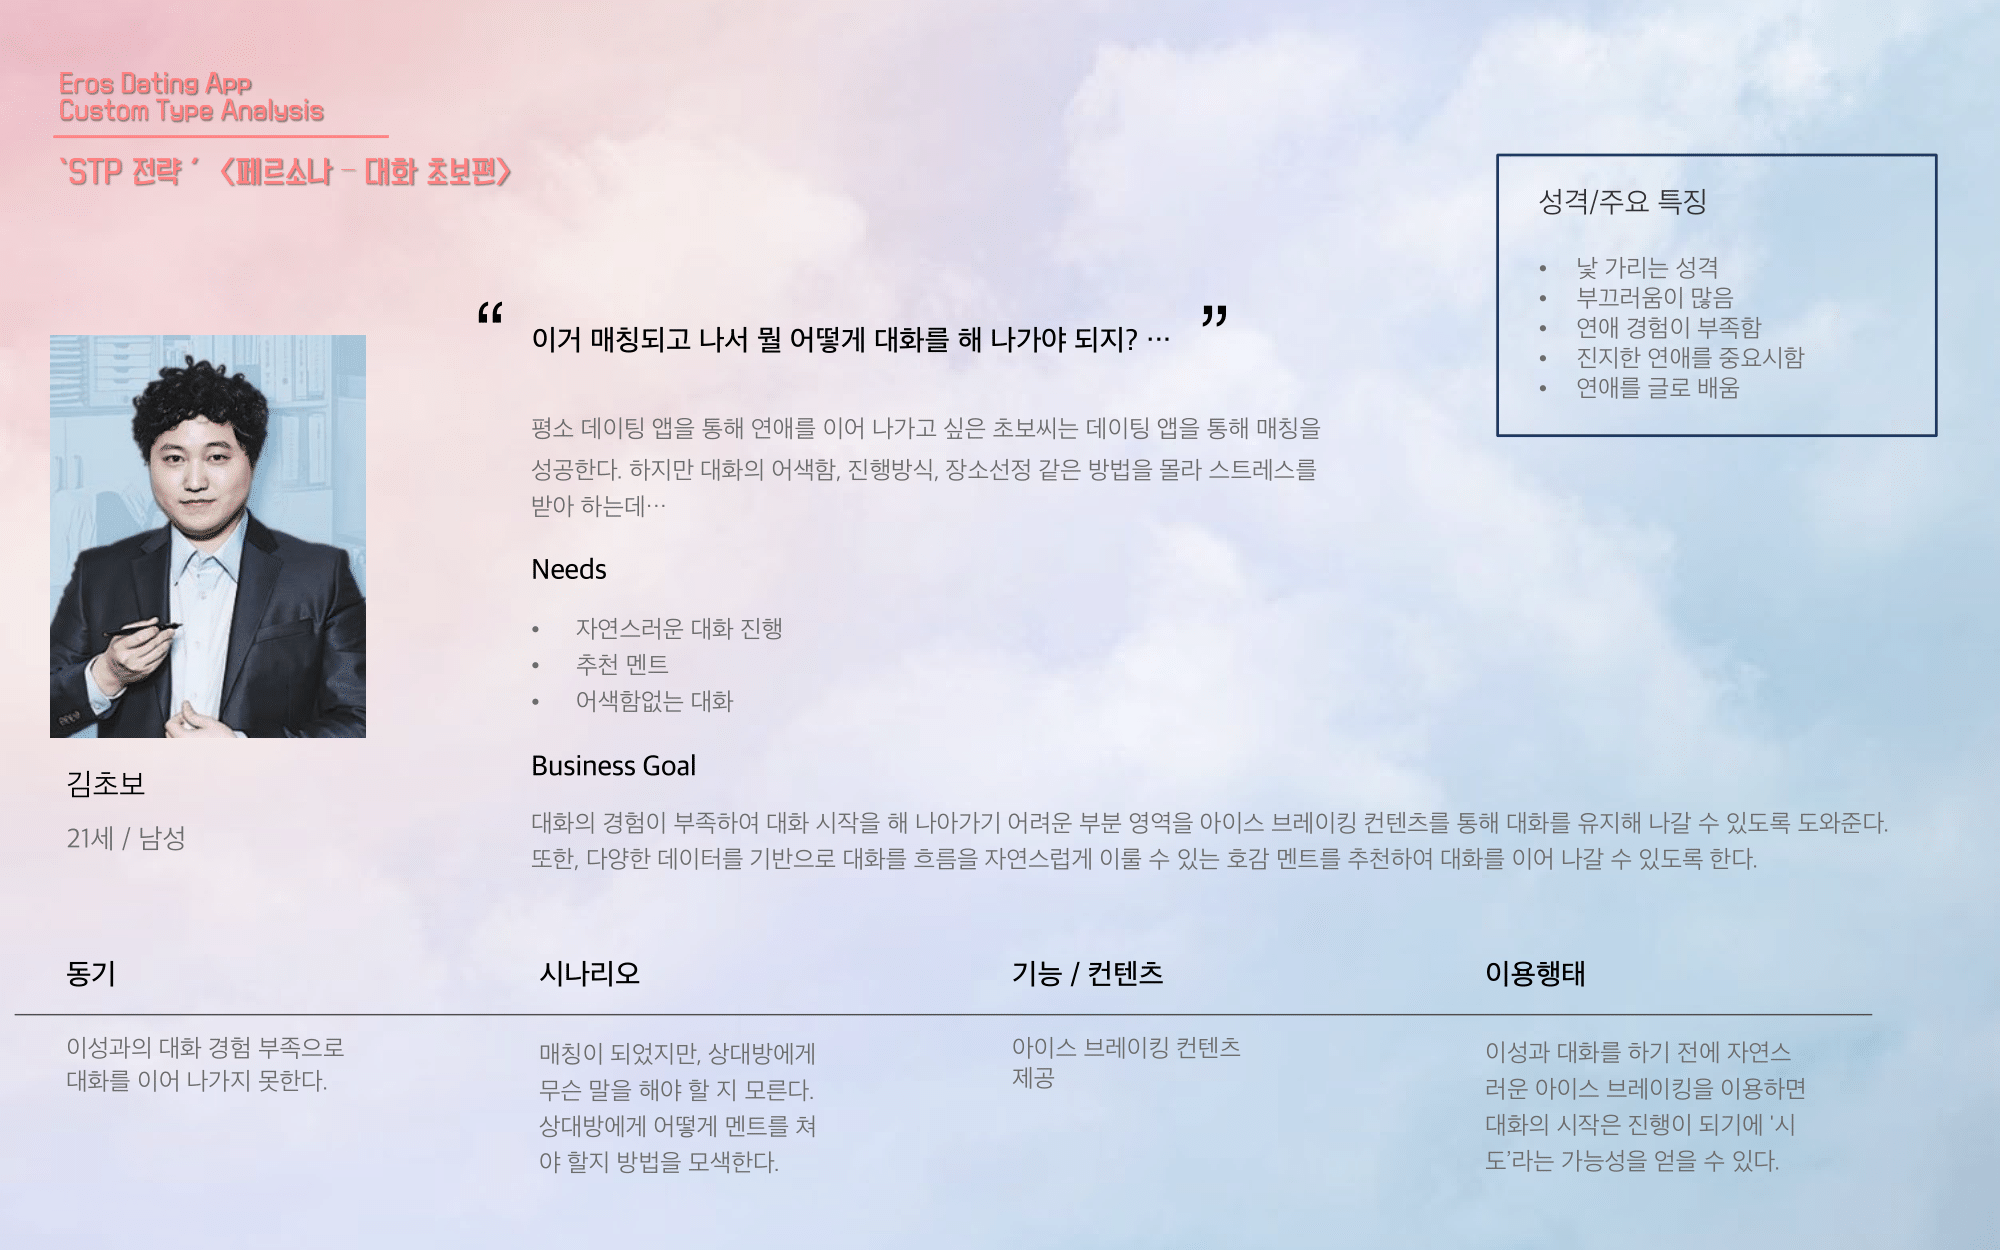 Eros Dating App
Custom Type Analysis
‵STP 전략 ′ <페르소나 – 대화 초보편>
성격/주요 특징
• 낯 가리는 성격
• 부끄러움이 많음
• 연애 경험이 부족함
• 진지한 연애를 중요시함
• 연애를 글로 배움
“ 이거 매칭되고 나서 뭘 어떻게 대화를 해 나가야 되지? … ”
평소 데이팅 앱을 통해 연애를 이어 나가고 싶은 초보씨는 데이팅 앱을 통해 매칭을
성공한다. 하지만 대화의 어색함, 진행방식, 장소선정 같은 방법을 몰라 스트레스를
받아 하는데…
Needs
• 자연스러운 대화 진행
• 추천 멘트
• 어색함없는 대화
Business Goal
대화의 경험이 부족하여 대화 시작을 해 나아가기 어려운 부분 영역을 아이스 브레이킹 컨텐츠를 통해 대화를 유지해 나갈 수 있도록 도와준다.
또한, 다양한 데이터를 기반으로 대화를 흐름을 자연스럽게 이룰 수 있는 호감 멘트를 추천하여 대화를 이어 나갈 수 있도록 한다.
김초보
21세 / 남성
동기
이성과의 대화 경험 부족으로
대화를 이어 나가지 못한다.
시나리오
매칭이 되었지만, 상대방에게
무슨 말을 해야 할 지 모른다.
상대방에게 어떻게 멘트를 쳐
야 할지 방법을 모색한다.
기능 / 컨텐츠
아이스 브레이킹 컨텐츠
제공
이용행태
이성과 대화를 하기 전에 자연스
러운 아이스 브레이킹을 이용하면
대화의 시작은 진행이 되기에 '시
도'라는 가능성을 얻을 수 있다.